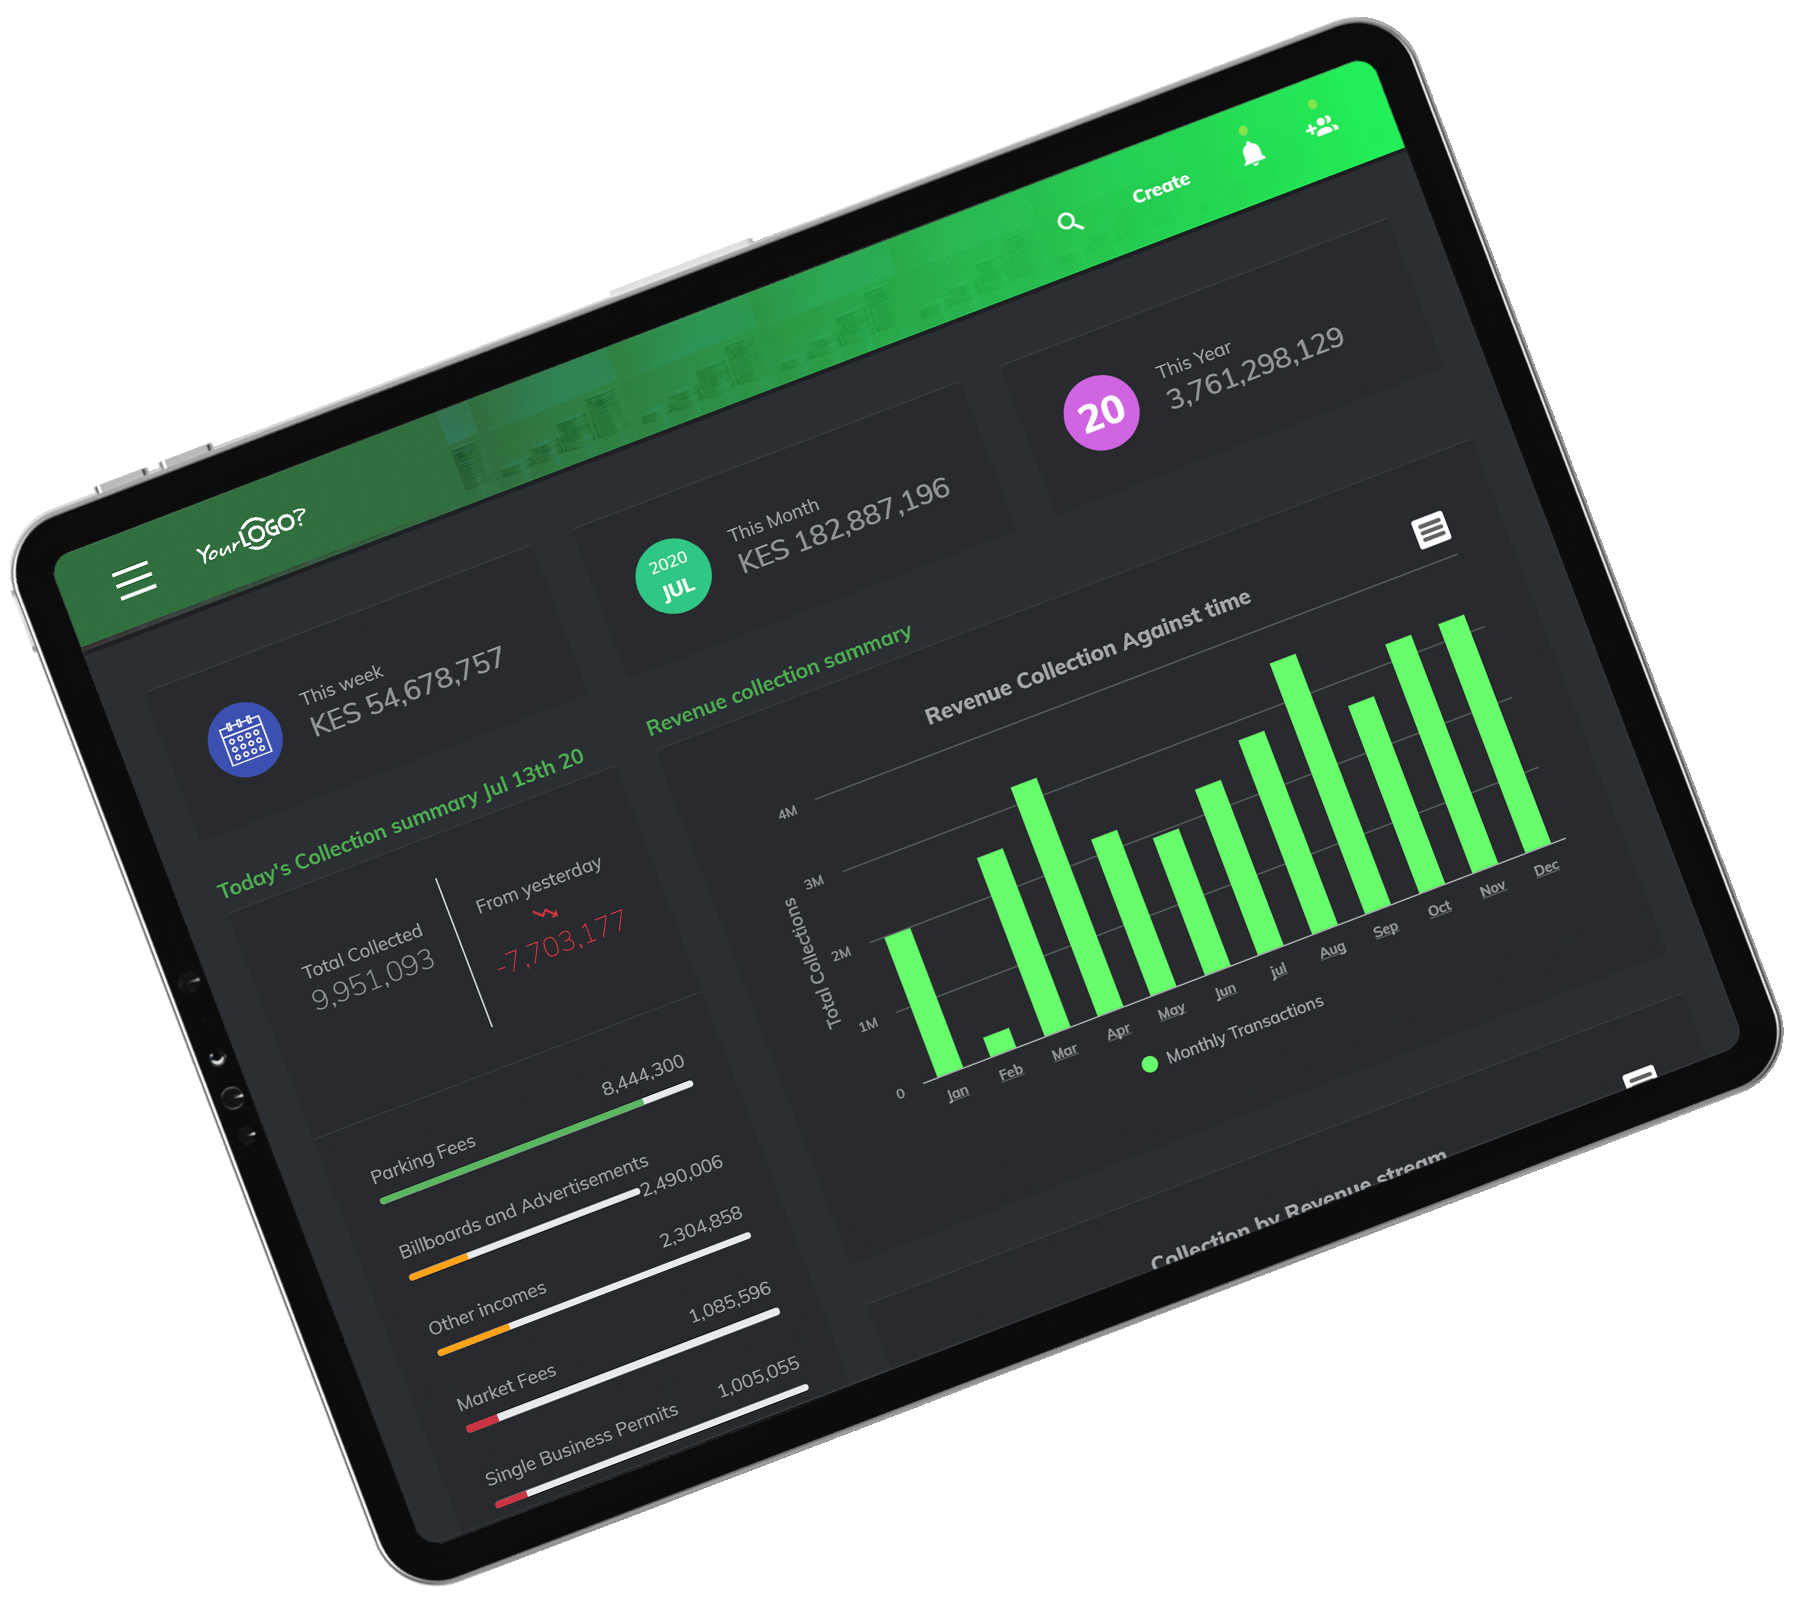 YourLOGO?
Create
This week
KES 54,678,757
2020
JUL
This Month
KES 182,887,196
20
This Year
3,761,298,129
Today's Collection summary Jul 13th 20
Total Collected
9,951,093
From yesterday
-7,703,177
Parking Fees
8,444,300
Billboards and Advertisements
2,490,006
Other incomes
2,304,858
Market Fees
1,085,596
Single Business Permits
1,005,055
Revenue collection sammary
Revenue Collection Against time
Total Collections
4M
3M
2M
1M
0
Jan
Feb
Mar
Apr
May
Jun
jul
Aug
Sep
Oct
Nov
Dec
Monthly Transactions
Collection by Revenue stream